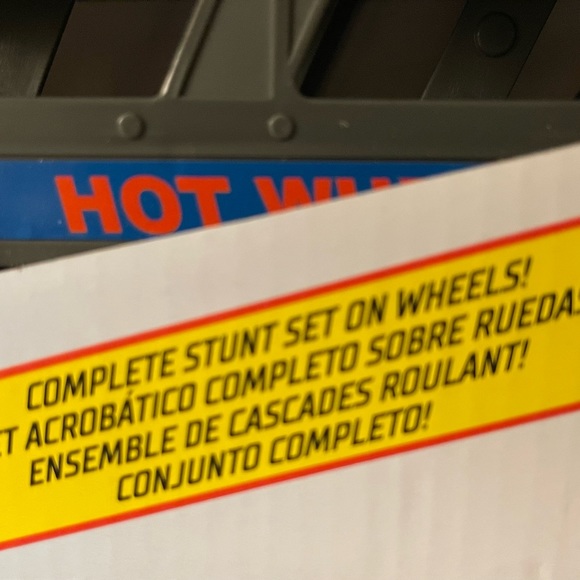 HOT
COMPLETE STUNT SET ON WHEELS!
ACROBÁTICO COMPLETO SOBRE RUEDAS
ENSEMBLE DE CASCADES ROULANT!
CONJUNTO COMPLETO!